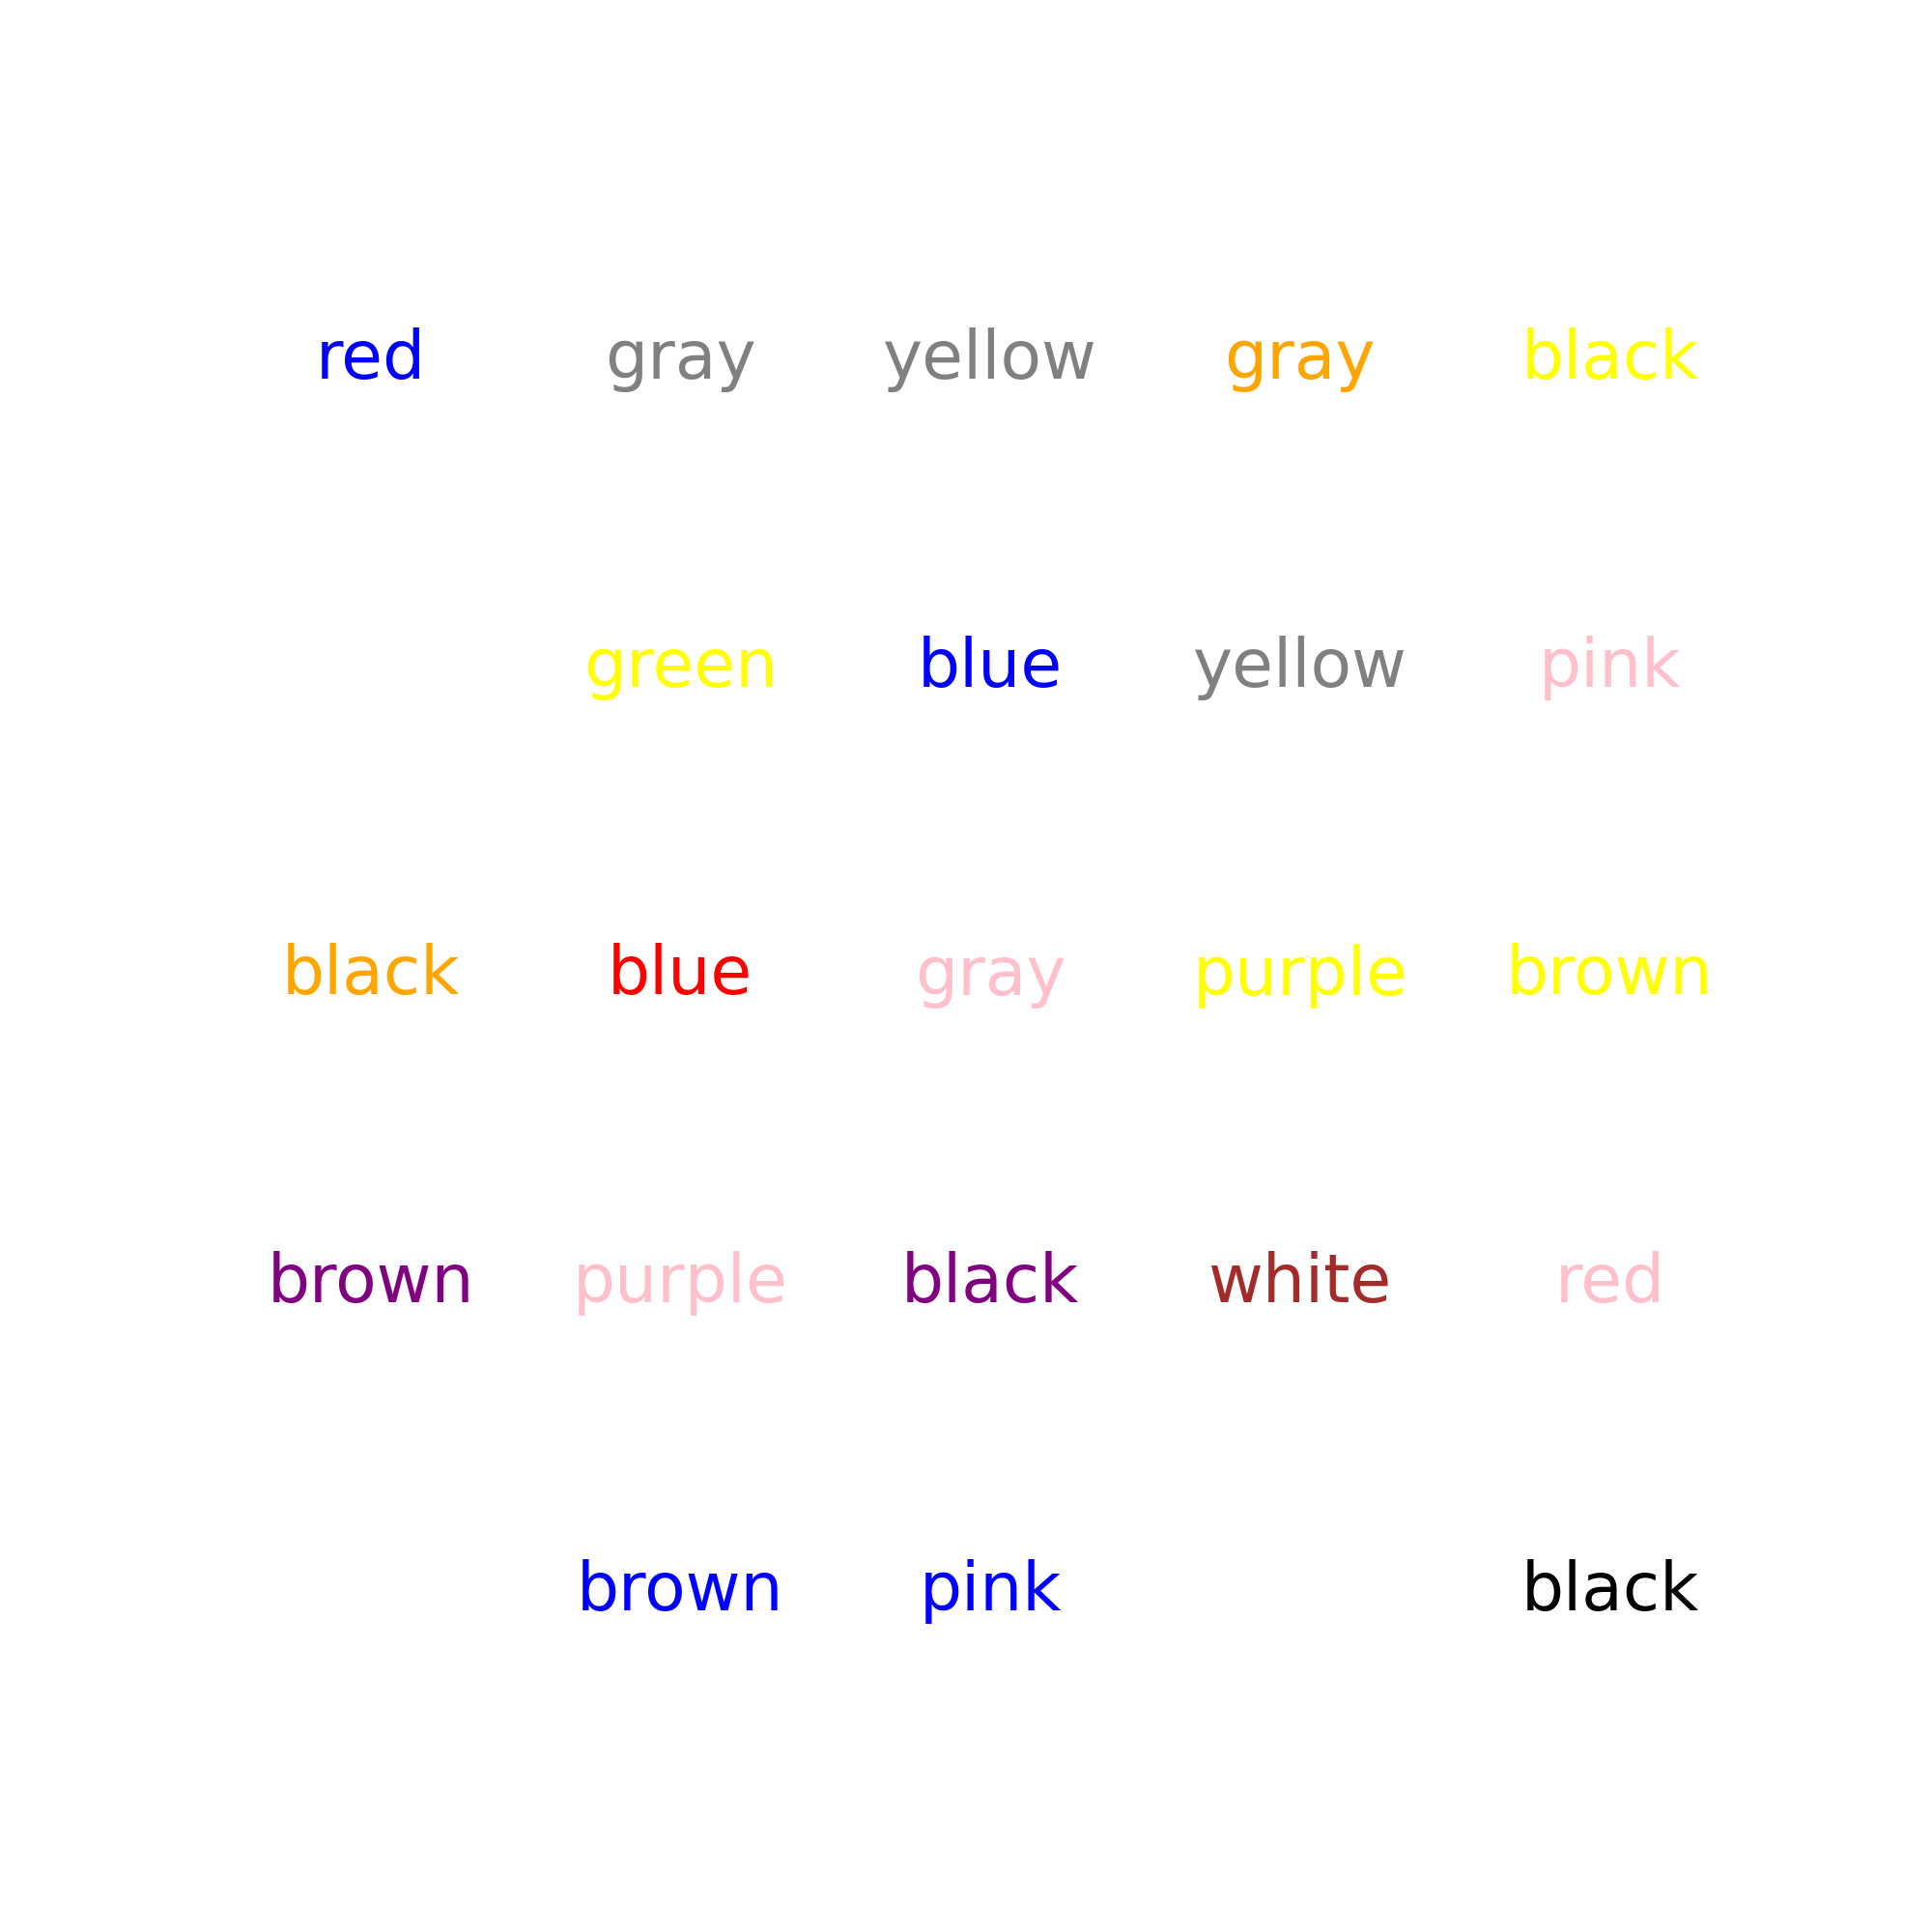 red gray yellow gray black
green blue yellow pink
black blue gray purple brown
brown purple black white red
brown pink black